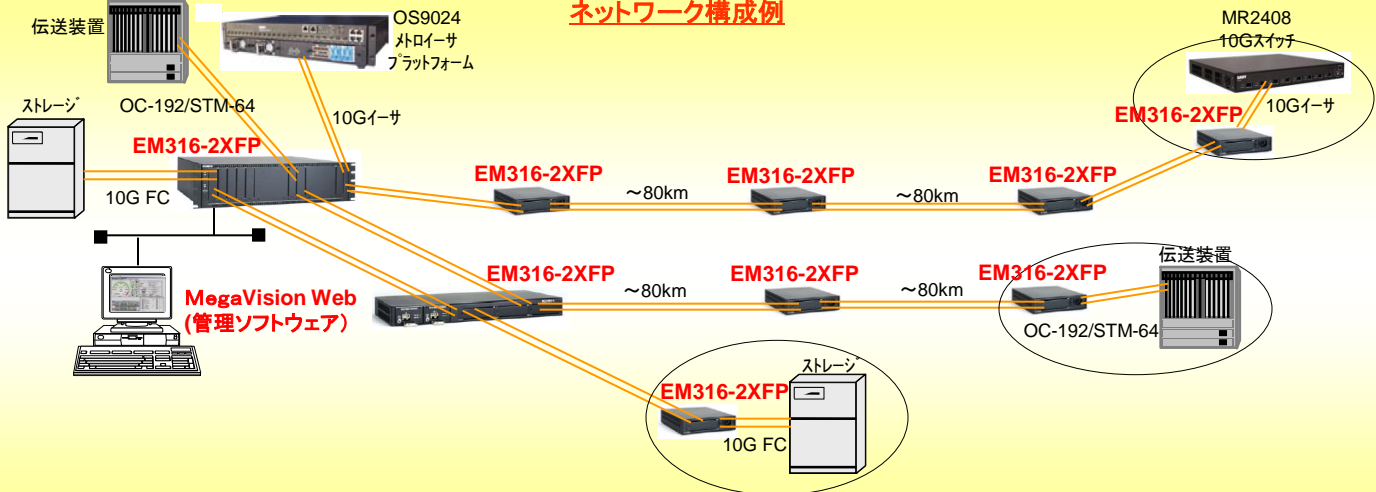 ネットワーク構成例
伝送装置
OS9024
メトロイーサ
プラットフォーム
MR2408
10Gスイッチ
ストレージ
OC-192/STM-64
10Gイーサ
10Gイーサ
EM316-2XFP
EM316-2XFP
10G FC
EM316-2XFP
~80km
EM316-2XFP
~80km
EM316-2XFP
MegaVision Web
(管理ソフトウェア)
EM316-2XFP
~80km
EM316-2XFP
~80km
EM316-2XFP
伝送装置
OC-192/STM-64
ストレージ
EM316-2XFP
10G FC